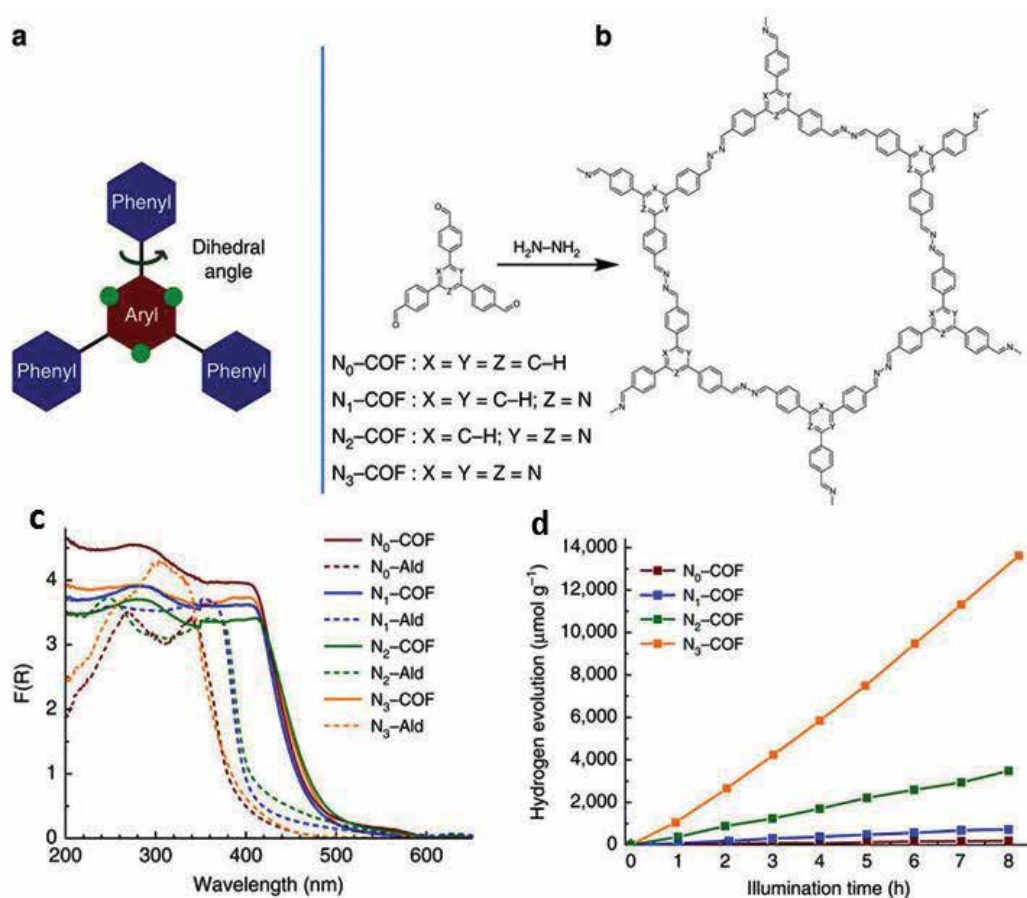 a
Phenyl
Dihedral
angle
Aryl
Phenyl
Phenyl
O
O
O
X
Y
Z
H₂N–NH₂
N₀–COF : X = Y = Z = C–H
N₁–COF : X = Y = C–H; Z = N
N₂–COF : X = C–H; Y = Z = N
N₃–COF : X = Y = Z = N
b
c
N₀–COF
N₀–Ald
N₁–COF
N₁–Ald
N₂–COF
N₂–Ald
N₃–COF
N₃–Ald
F(R)
5
4
3
2
1
0
200
300
400
500
600
Wavelength (nm)
d
N₀–COF
N₁–COF
N₂–COF
N₃–COF
Hydrogen evolution (μmol g⁻¹)
14,000
12,000
10,000
8,000
6,000
4,000
2,000
0
0
1
2
3
4
5
6
7
8
Illumination time (h)